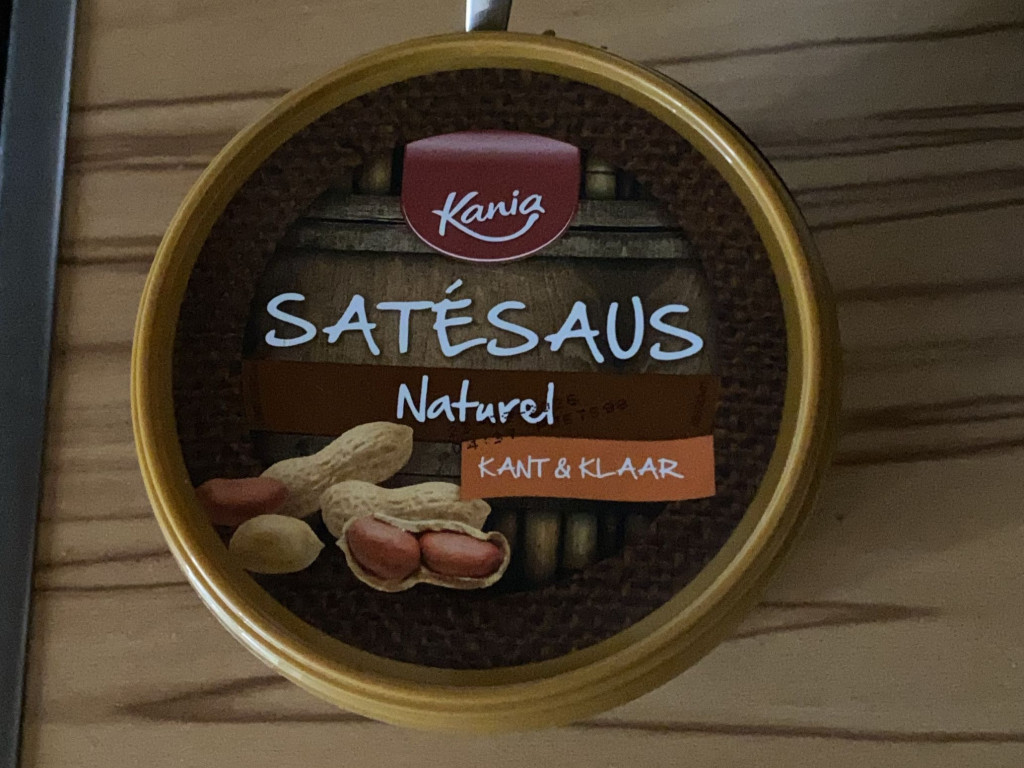 Kania
SATÉSAUS
Naturel
KANT & KLAAR